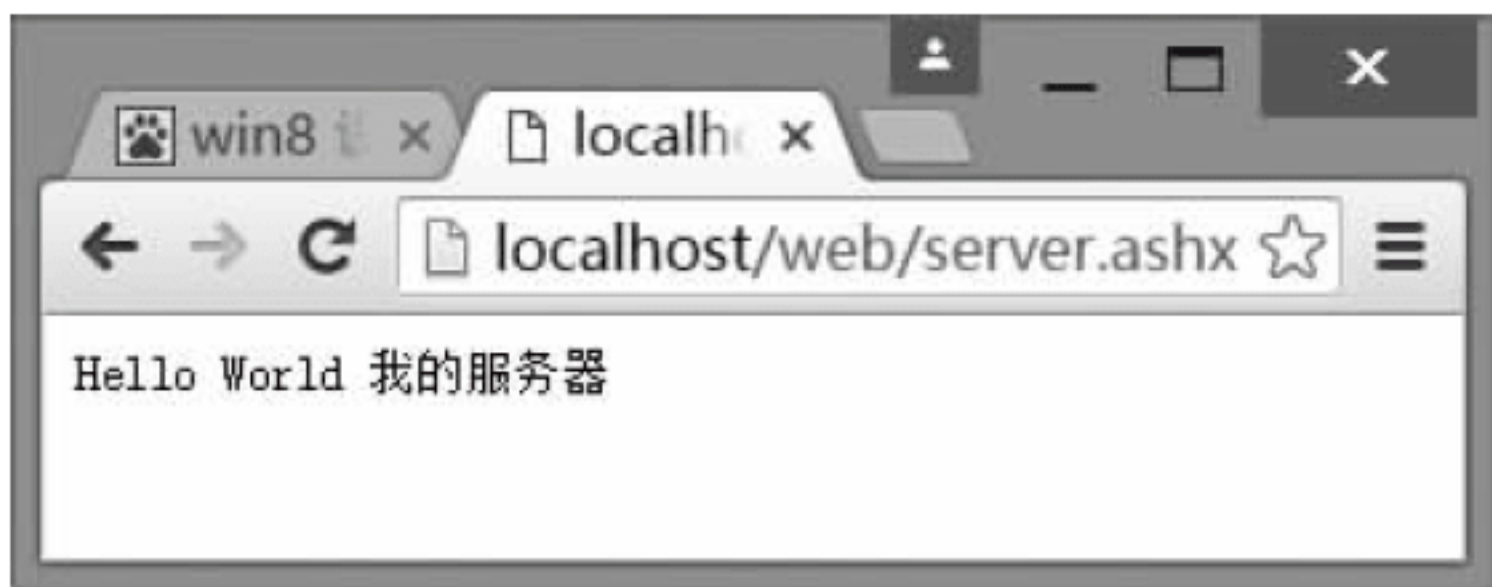 win8
localh
localhost/web/server.ashx
Hello World 我的服务器